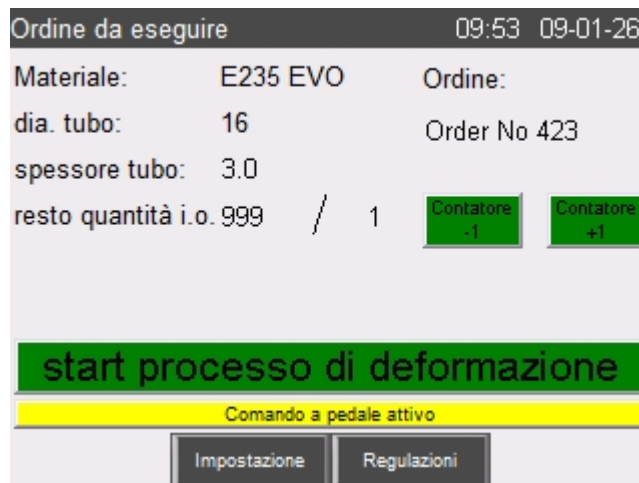 Ordine da eseguire 09:53 09-01-26
Materiale: E235 EVO Ordine:
dia. tubo: 16 Order No 423
spessore tubo: 3.0
resto quantità i.o. 999 / 1 Contatore -1 Contatore +1
start processo di deformazione
Comando a pedale attivo
Impostazione Regulazioni